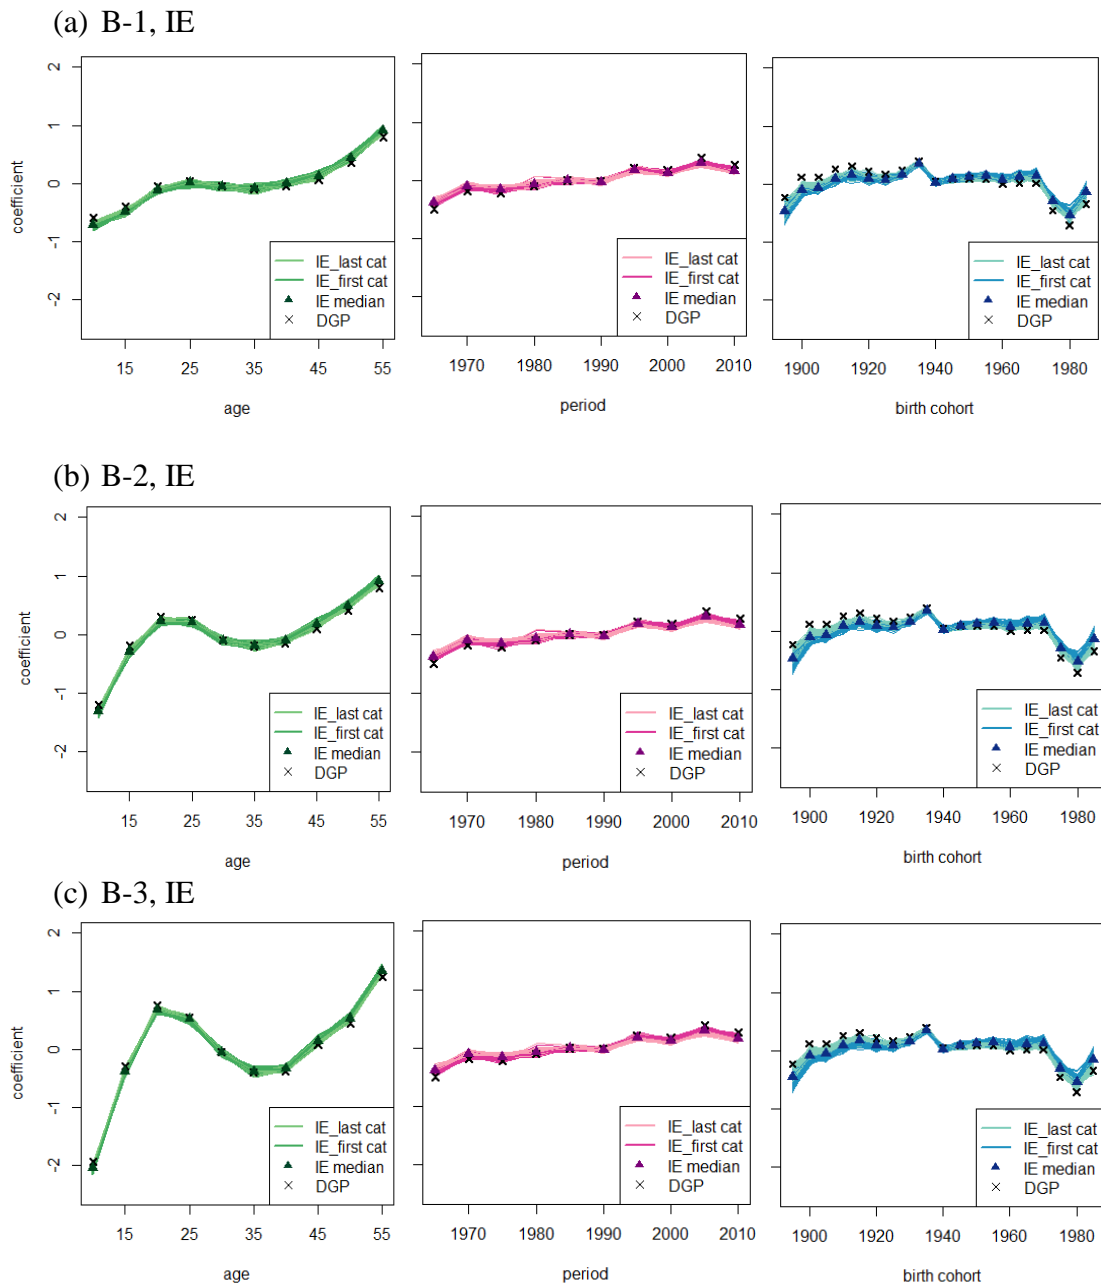 (a) B-1, IE
coefficient
2
1
0
-1
-2
IE_last cat
IE_first cat
IE median
DGP
IE_last cat
IE_first cat
IE median
DGP
IE_last cat
IE_first cat
IE median
DGP
15 25 35 45 55
1970 1980 1990 2000 2010
1900 1920 1940 1960 1980
age
period
birth cohort
(b) B-2, IE
coefficient
2
1
0
-1
-2
IE_last cat
IE_first cat
IE median
DGP
IE_last cat
IE_first cat
IE median
DGP
IE_last cat
IE_first cat
IE median
DGP
15 25 35 45 55
1970 1980 1990 2000 2010
1900 1920 1940 1960 1980
age
period
birth cohort
(c) B-3, IE
coefficient
2
1
0
-1
-2
IE_last cat
IE_first cat
IE median
DGP
IE_last cat
IE_first cat
IE median
DGP
IE_last cat
IE_first cat
IE median
DGP
15 25 35 45 55
1970 1980 1990 2000 2010
1900 1920 1940 1960 1980
age
period
birth cohort